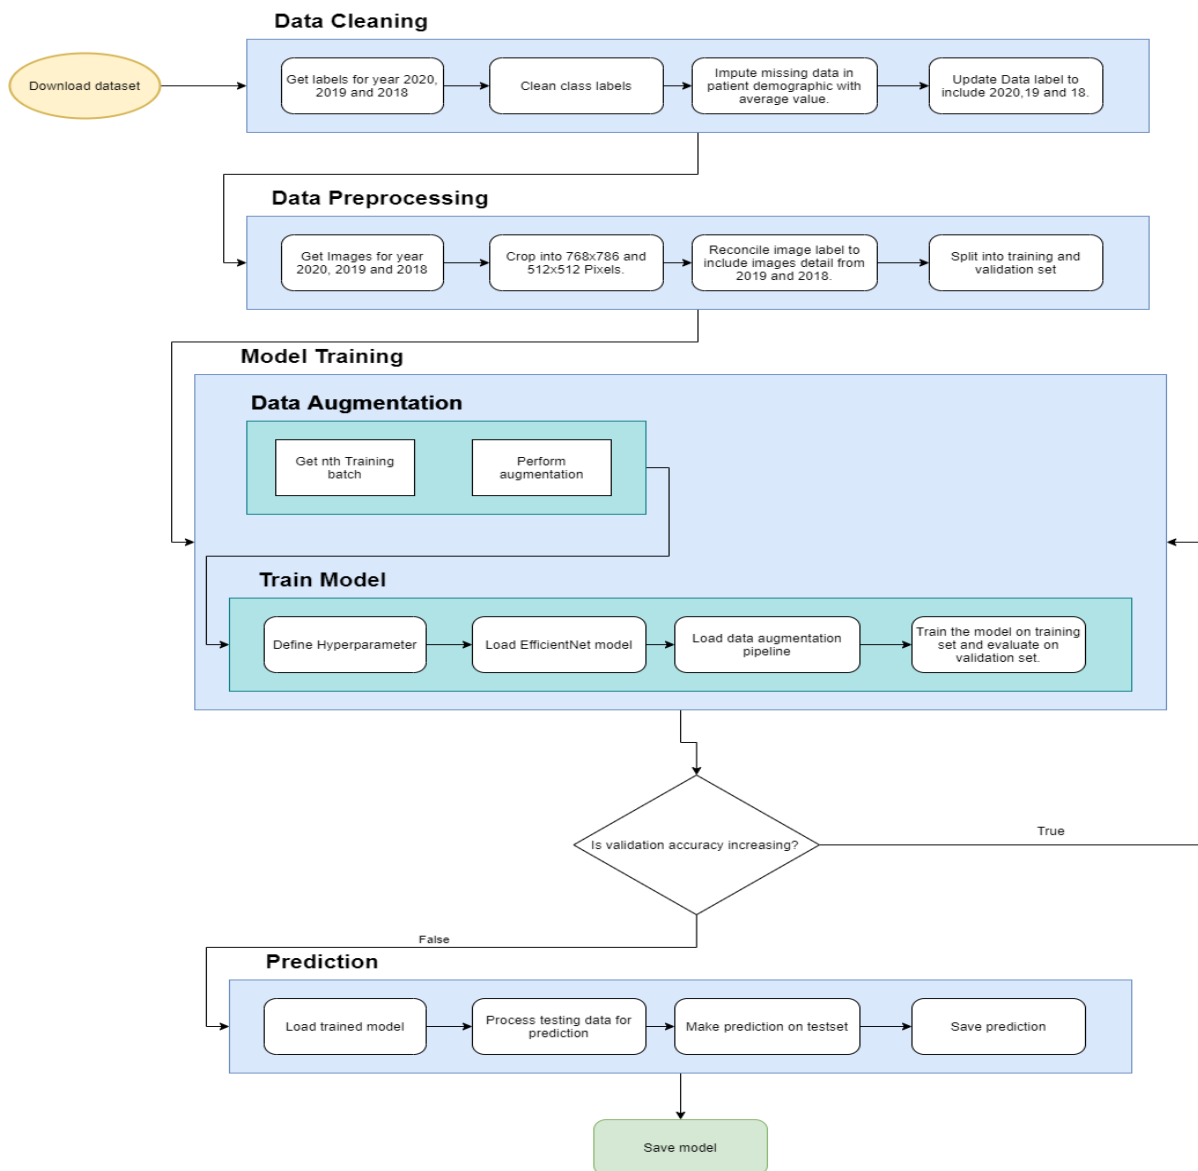 Data Cleaning
Download dataset
Get labels for year 2020,
2019 and 2018
Clean class labels
Impute missing data in
patient demographic with
average value.
Update Data label to
include 2020,19 and 18.
Data Preprocessing
Get Images for year
2020, 2019 and 2018
Crop into 768x786 and
512x512 Pixels.
Reconcile image label to
include images detail from
2019 and 2018.
Split into training and
validation set
Model Training
Data Augmentation
Get nth Training
batch
Perform
augmentation
Train Model
Define Hyperparameter
Load EfficientNet model
Load data augmentation
pipeline
Train the model on training
set and evaluate on
validation set.
Is validation accuracy increasing?
True
False
Prediction
Load trained model
Process testing data for
prediction
Make prediction on testset
Save prediction
Save model